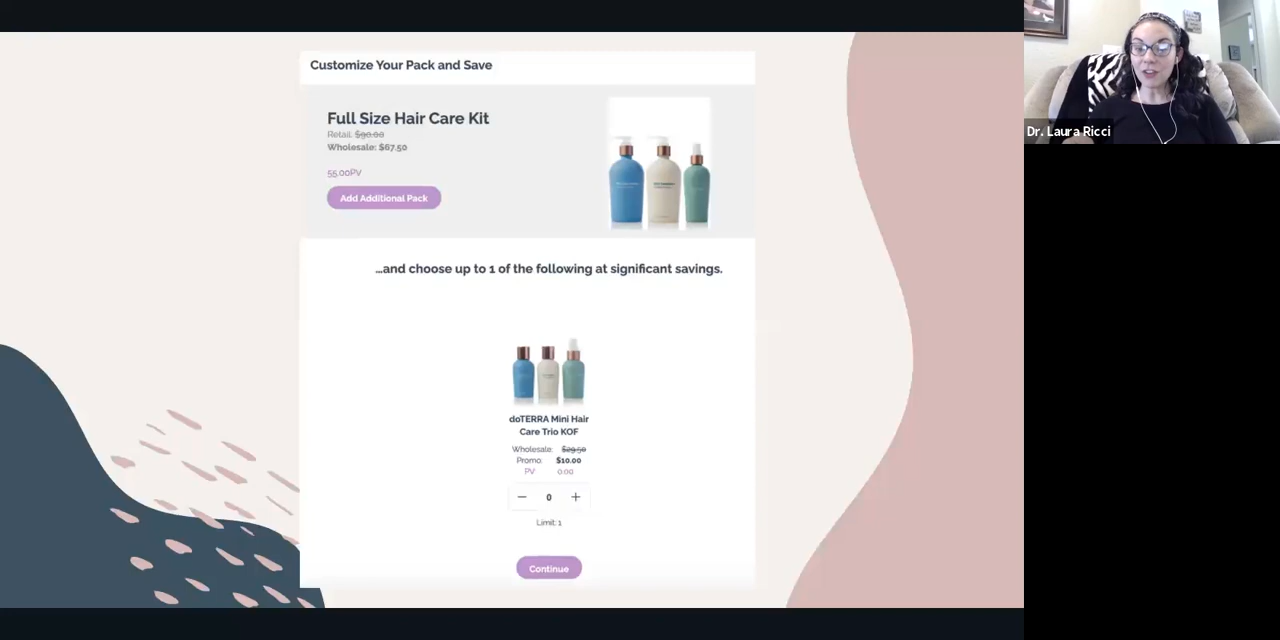 Customize Your Pack and Save
Full Size Hair Care Kit
Retail: $90.00
Wholesale: $67.50
55.00PV
Add Additional Pack
...and choose up to 1 of the following at significant savings.
doTERRA Mini Hair
Care Trio KOF
Wholesale: $29.50
Promo: $10.00
PV 0.00
− 0 +
Limit: 1
Continue
Dr. Laura Ricci